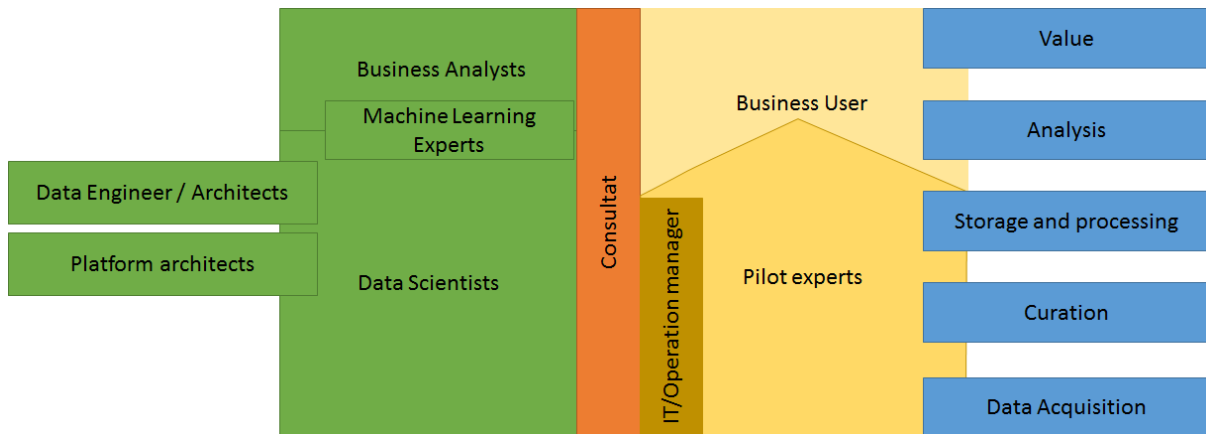 Business Analysts
Machine Learning
Experts
Data Engineer / Architects
Platform architects
Data Scientists
Consultat
IT/Operation manager
Business User
Pilot experts
Value
Analysis
Storage and processing
Curation
Data Acquisition